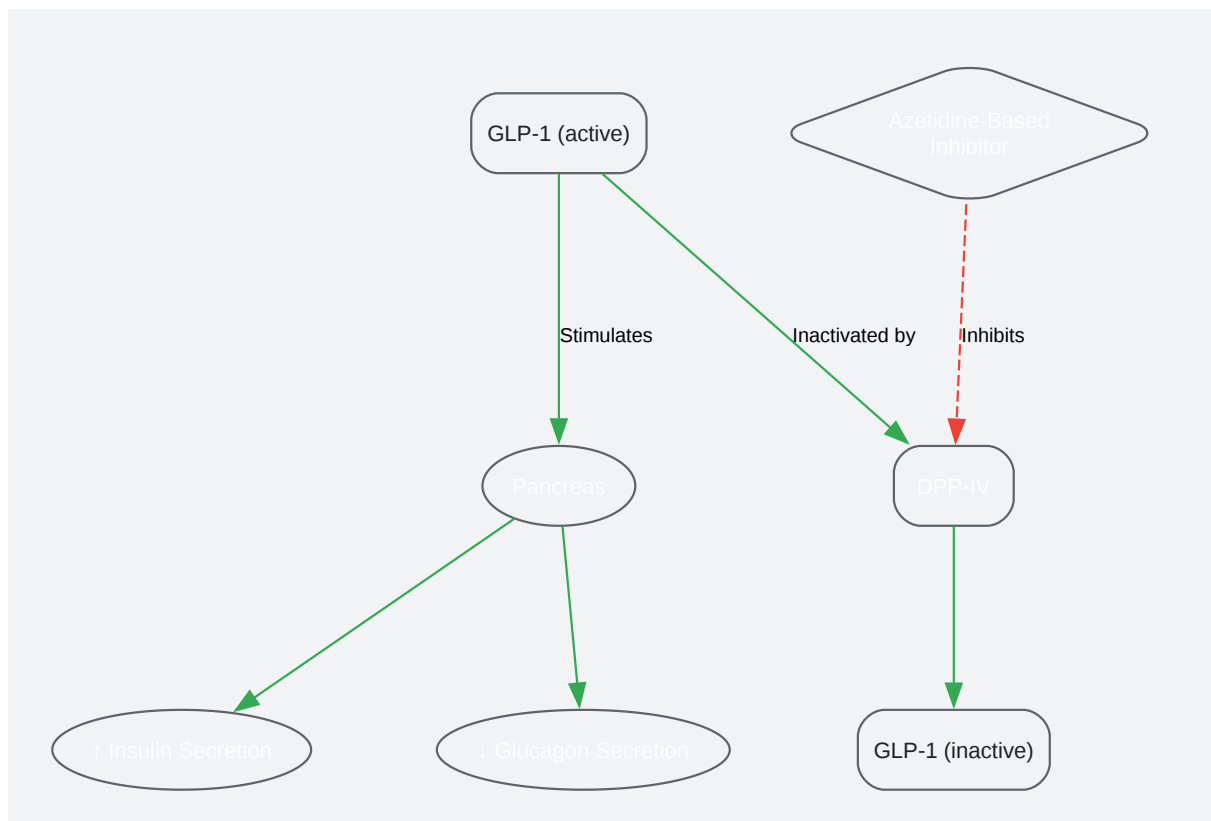 GLP-1 (active)
Azetidine-Based
Inhibitor
Stimulates
Inactivated by
Inhibits
Pancreas
DPP-IV
↑ Insulin Secretion
↓ Glucagon Secretion
GLP-1 (inactive)